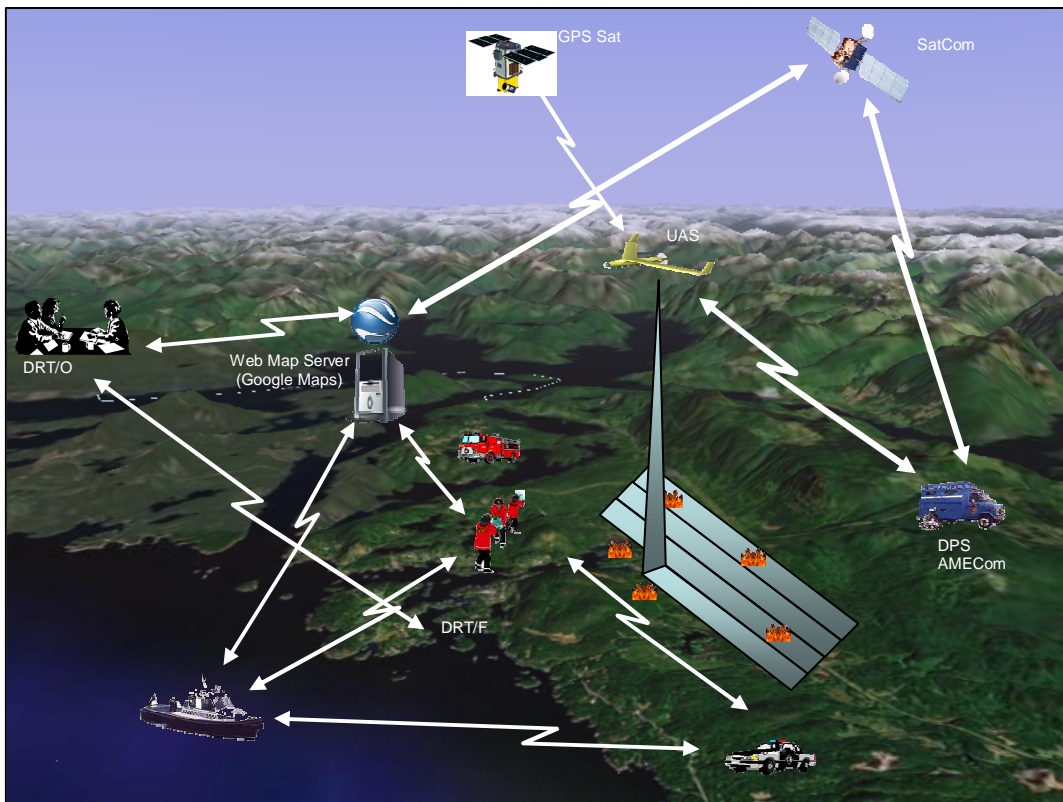 GPS Sat
SatCom
UAS
DRT/O
Web Map Server
(Google Maps)
DPS
AMECom
DRT/F